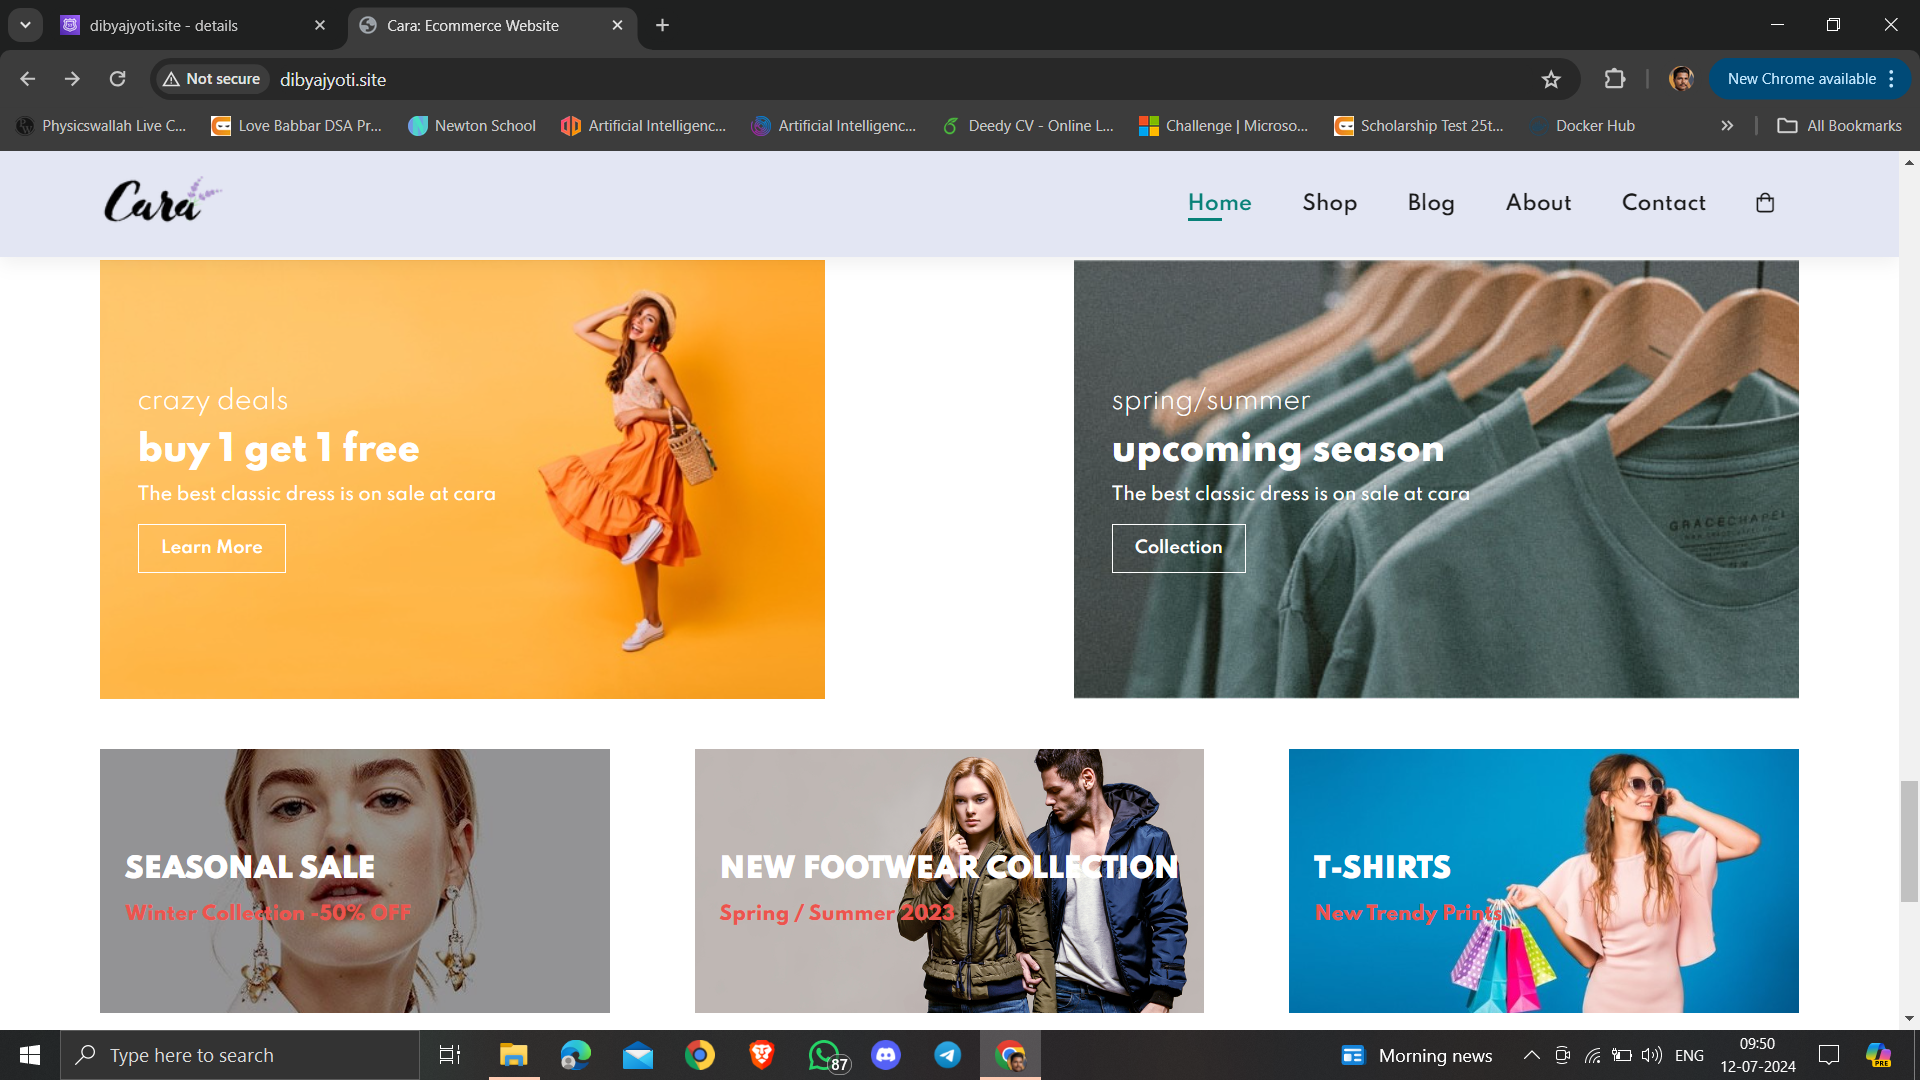 dibyajyoti.site - details
Cara: Ecommerce Website
Not secure
dibyajyoti.site
New Chrome available
Physicswallah Live C...
Love Babbar DSA Pr...
Newton School
Artificial Intelligenc...
Artificial Intelligenc...
Deedy CV - Online L...
Challenge | Microso...
Scholarship Test 25t...
Docker Hub
All Bookmarks
Cara
Home
Shop
Blog
About
Contact
crazy deals
buy 1 get 1 free
The best classic dress is on sale at cara
Learn More
spring/summer
upcoming season
The best classic dress is on sale at cara
Collection
GRACECHAPEL
SEASONAL SALE
Winter Collection -50% OFF
NEW FOOTWEAR COLLECTION
Spring / Summer 2023
T-SHIRTS
New Trendy Prints
Type here to search
87
Morning news
ENG
09:50
12-07-2024
PRE